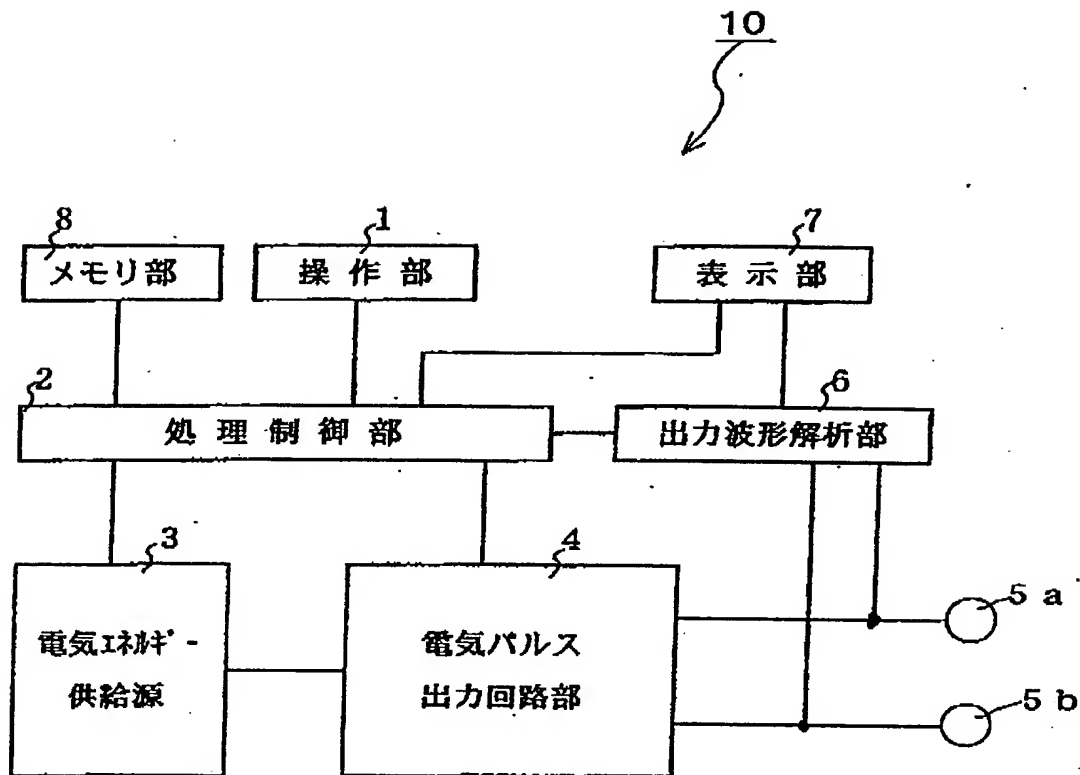 10
8
1
7
メモリ部
操作部
表示部
2
6
処理制御部
出力波形解析部
3
4
電気ｴﾈﾙｷﾞｰ
供給源
電気パルス
出力回路部
5a
5b